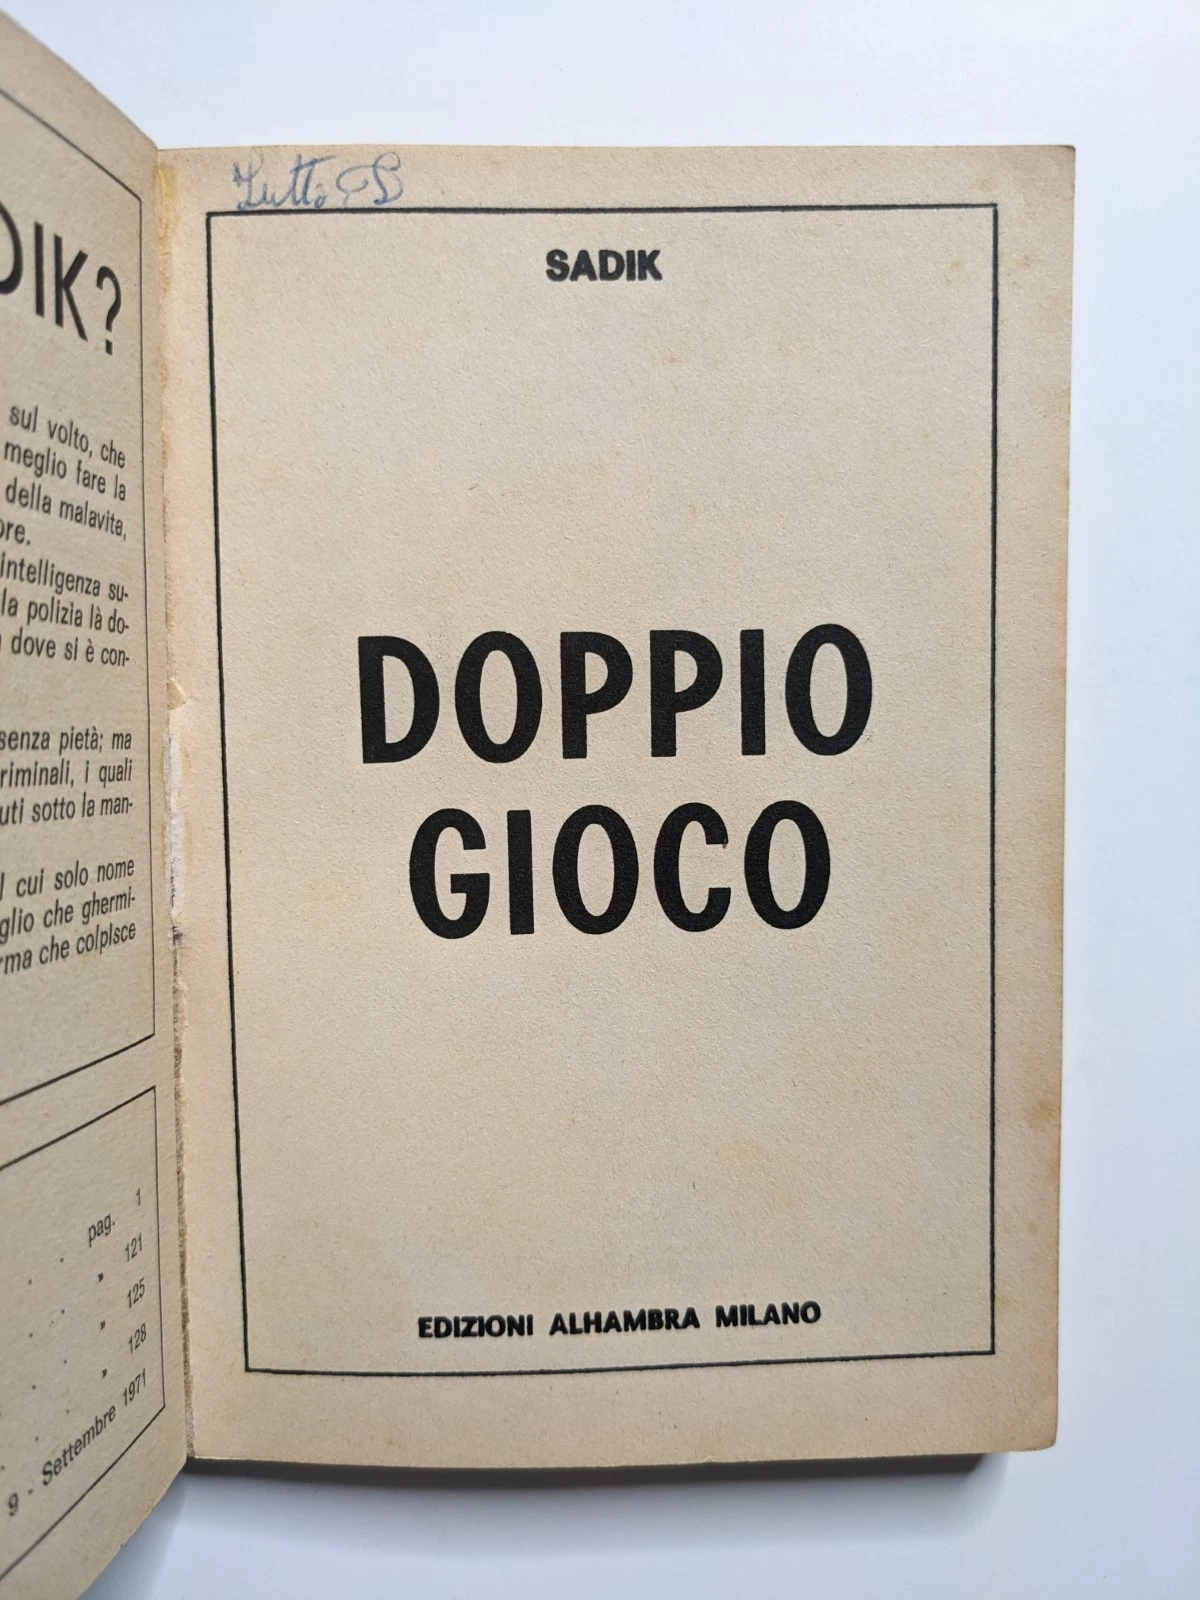 DIK?
sul volto, che
meglio fare la
della malavita,
ore.
intelligenza su-
la polizia là do-
dove si è con-
senza pietà; ma
riminali, i quali
uti sotto la man-
l cui solo nome
glio che ghermi-
rma che colpisce
pag. 1
» 121
» 125
» 128
9 - Settembre 1971
SADIK
DOPPIO
GIOCO
EDIZIONI ALHAMBRA MILANO